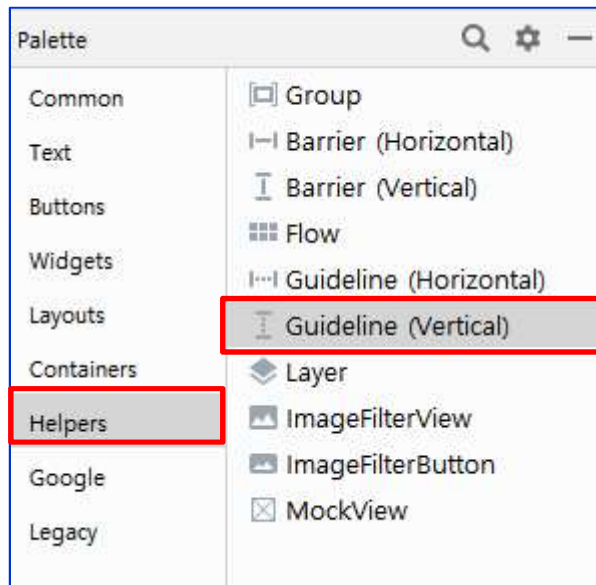 Palette
Common
Text
Buttons
Widgets
Layouts
Containers
Helpers
Google
Legacy
Group
Barrier (Horizontal)
Barrier (Vertical)
Flow
Guideline (Horizontal)
Guideline (Vertical)
Layer
ImageFilterView
ImageFilterButton
MockView